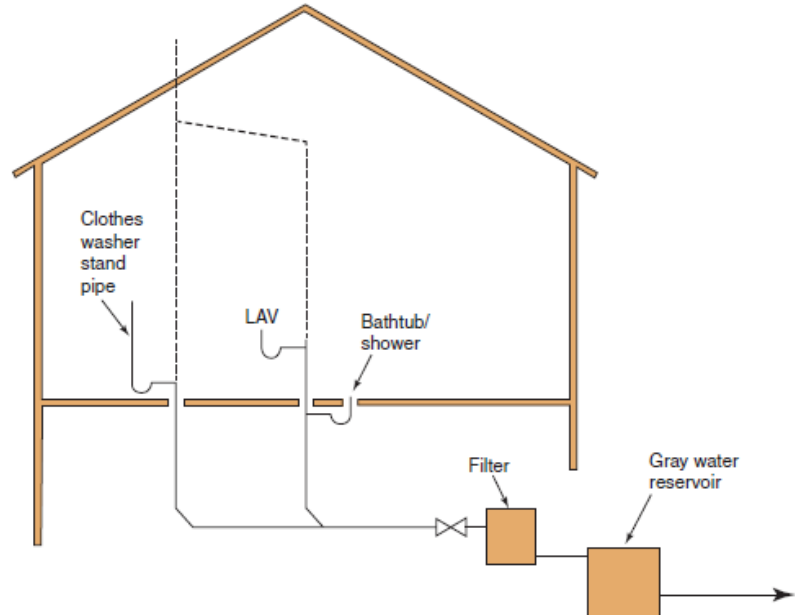 Clothes
washer
stand
pipe
LAV
Bathtub/
shower
Filter
Gray water
reservoir